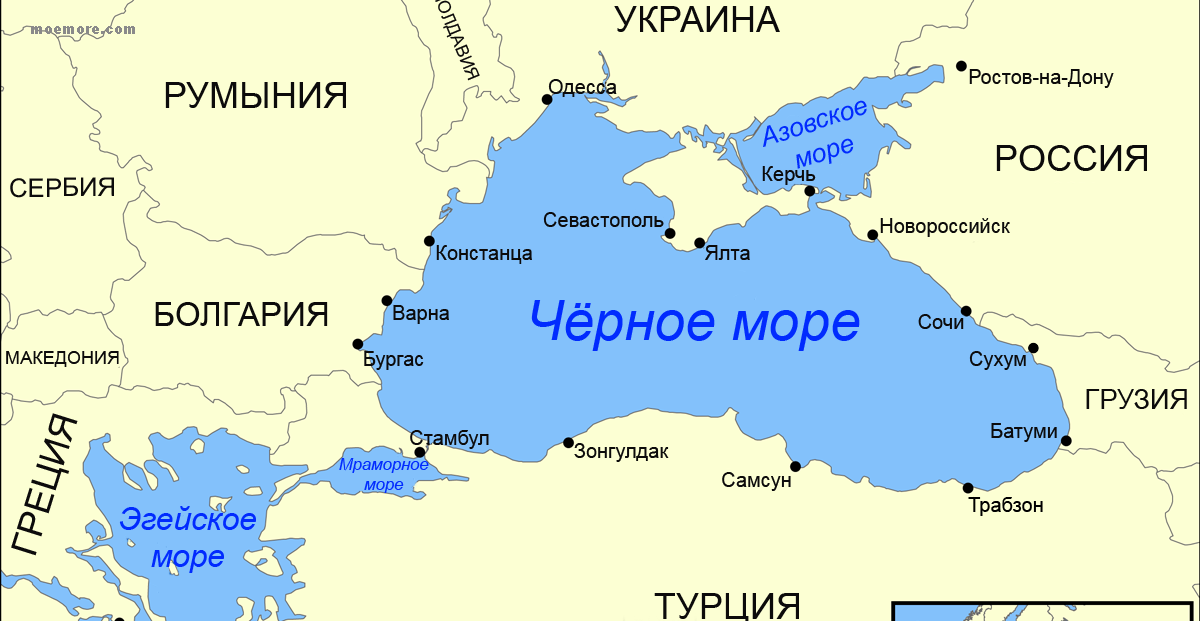 УКРАИНА
moemore.com
МОЛДАВИЯ
РУМЫНИЯ
Одесса
Ростов-на-Дону
Азовское
море
РОССИЯ
СЕРБИЯ
Керчь
Севастополь
Новороссийск
Ялта
Констанца
БОЛГАРИЯ
Варна
Чёрное море
Сочи
МАКЕДОНИЯ
Бургас
Сухум
ГРУЗИЯ
ГРЕЦИЯ
Стамбул
Батуми
Зонгулдак
Мраморное
море
Самсун
Трабзон
Эгейское
море
ТУРЦИЯ